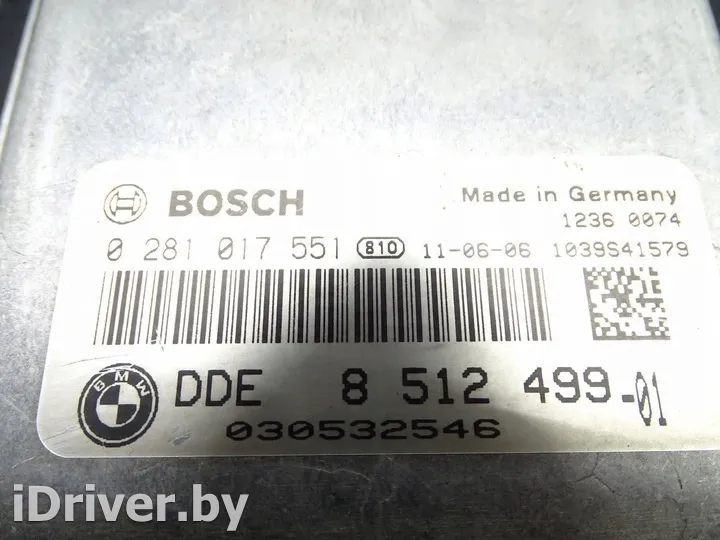 BOSCH
Made in Germany
1236 0074
0 281 017 551 810 11-06-06 1039S41579
BMW
DDE 8 512 499-01
030532546
iDriver.by